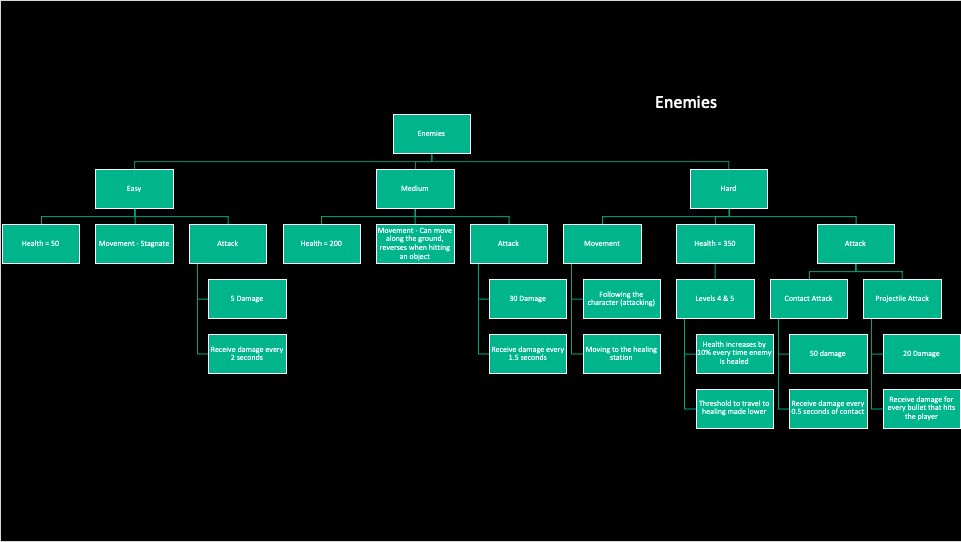 Enemies
Enemies
Easy
Medium
Hard
Health = 50
Movement - Stagnate
Attack
Health = 200
Movement - Can move
along the ground,
reverses when hitting
an object
Attack
Movement
Health = 350
Attack
5 Damage
30 Damage
Following the
character (attacking)
Levels 4 & 5
Contact Attack
Projectile Attack
Receive damage every
2 seconds
Receive damage every
1.5 seconds
Moving to the healing
station
Health increases by
10% every time enemy
is healed
50 damage
20 Damage
Threshold to travel to
healing made lower
Receive damage every
0.5 seconds of contact
Receive damage for
every bullet that hits
the player